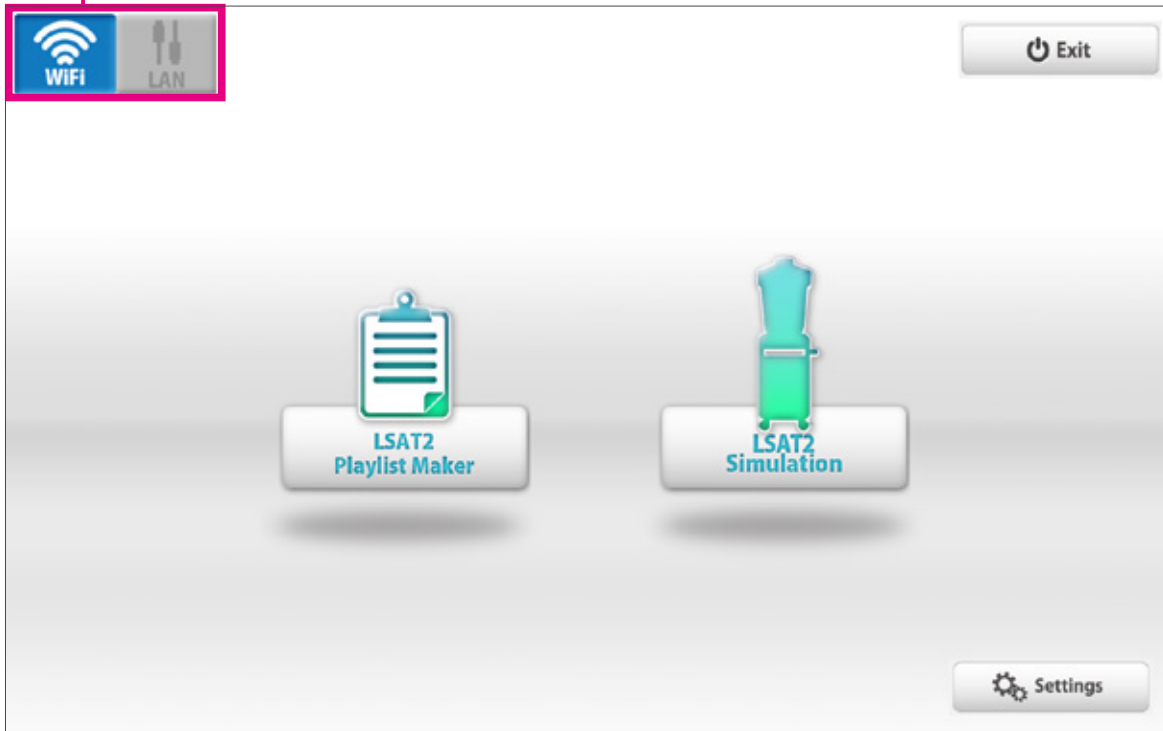 WiFi
LAN
Exit
LSAT2
Playlist Maker
LSAT2
Simulation
Settings